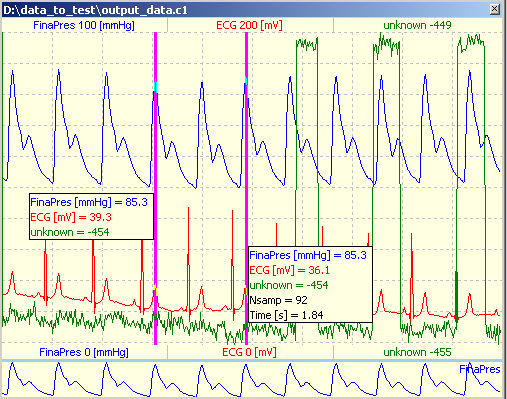 D:\data_to_test\output_data.c1
FinaPres 100 [mmHg] ECG 200 [mV] unknown -449
FinaPres [mmHg] = 85.3
ECG [mV] = 39.3
unknown = -454
FinaPres [mmHg] = 85.3
ECG [mV] = 36.1
unknown = -454
Nsamp = 92
Time [s] = 1.84
FinaPres 0 [mmHg] ECG 0 [mV] unknown -455
FinaPres